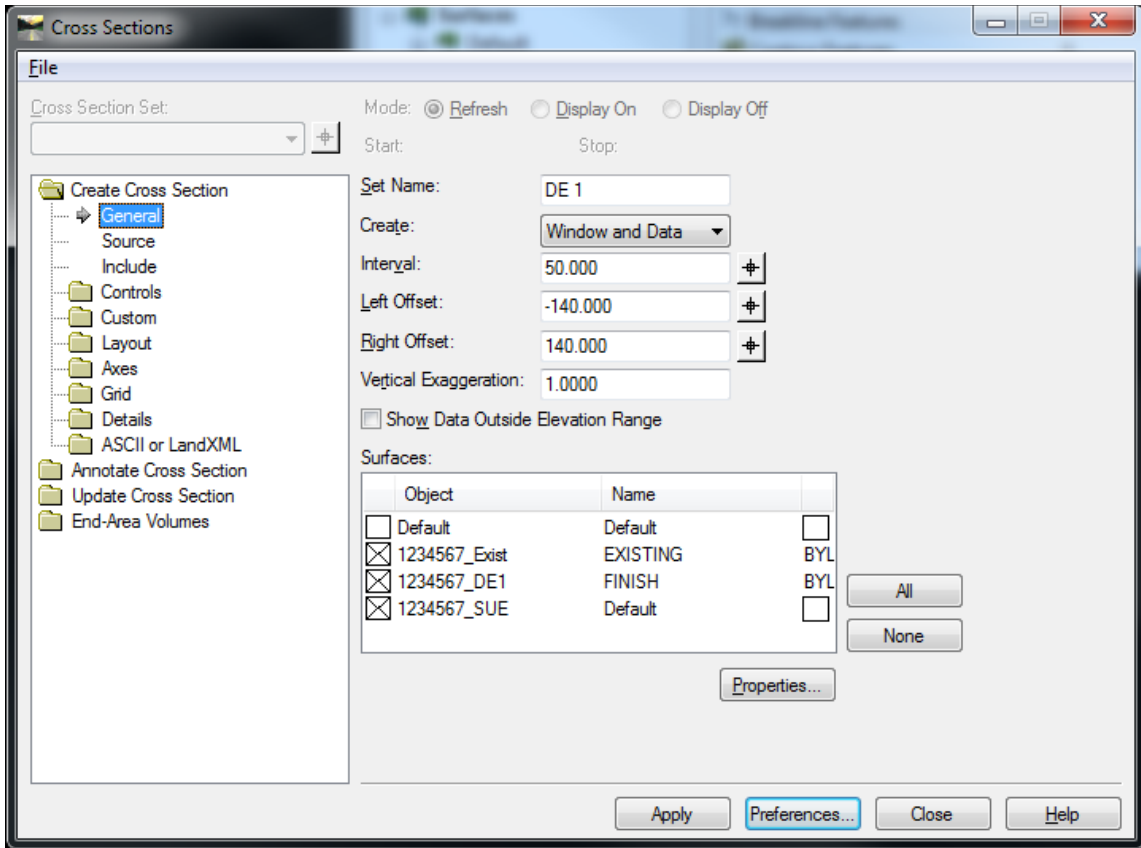 Cross Sections
Surfaces
Default
Breakline Features
File
Cross Section Set:
Mode: Refresh Display On Display Off
Start: Stop:
Create Cross Section
General
Source
Include
Controls
Custom
Layout
Axes
Grid
Details
ASCII or LandXML
Annotate Cross Section
Update Cross Section
End-Area Volumes
Set Name: DE 1
Create: Window and Data
Interval: 50.000
Left Offset: -140.000
Right Offset: 140.000
Vertical Exaggeration: 1.0000
Show Data Outside Elevation Range
Surfaces:
Object Name
Default Default
1234567_Exist EXISTING BYL
1234567_DE1 FINISH BYL
1234567_SUE Default
All
None
Properties...
Apply Preferences... Close Help